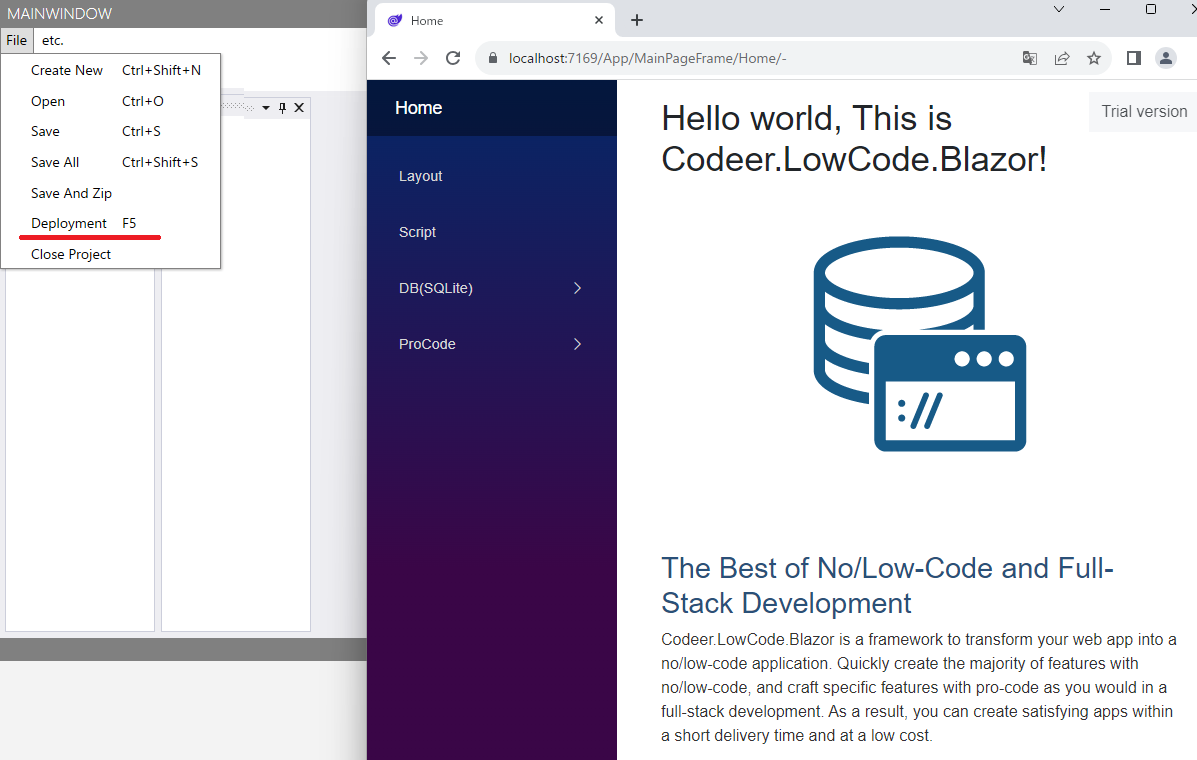 MAINWINDOW
File etc.
Create New Ctrl+Shift+N
Open Ctrl+O
Save Ctrl+S
Save All Ctrl+Shift+S
Save And Zip
Deployment F5
Close Project
Home
localhost:7169/App/MainPageFrame/Home/-
Home
Layout
Script
DB(SQLite)
ProCode
Trial version
Hello world, This is
Codeer.LowCode.Blazor!
://
The Best of No/Low-Code and Full-
Stack Development
Codeer.LowCode.Blazor is a framework to transform your web app into a
no/low-code application. Quickly create the majority of features with
no/low-code, and craft specific features with pro-code as you would in a
full-stack development. As a result, you can create satisfying apps within
a short delivery time and at a low cost.